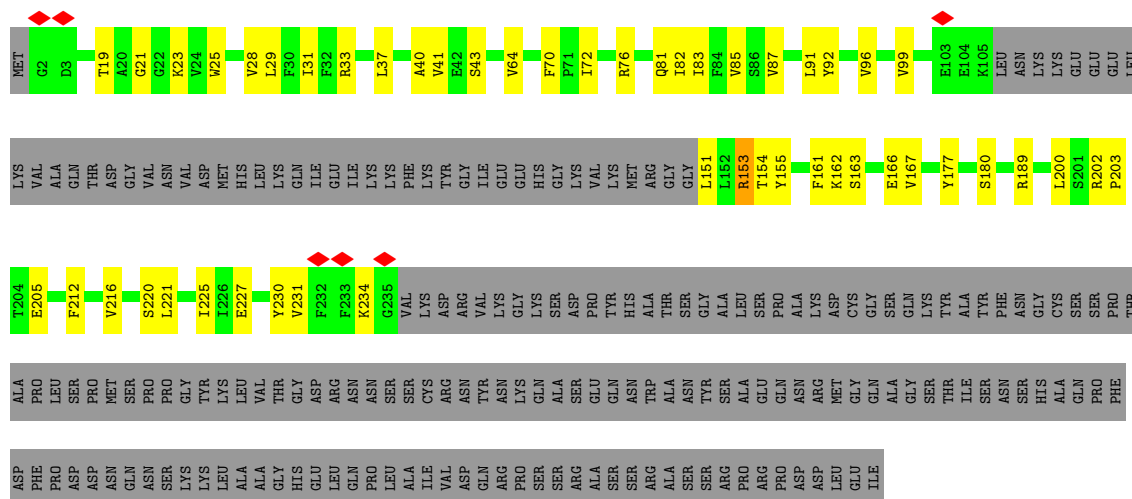 MET G2 D3 T19 A20 G21 G22 K23 V24 W25 V28 L29 F30 I31 F32 R33 L37 A40 V41 E42 S43 V64 F70 P71 I72 R76 Q81 I82 I83 F84 V85 S86 V87 L91 Y92 V96 V99 E103 E104 K105 LEU ASN LYS LYS GLU GLU GLU LEU
LYS VAL ALA GLN THR ASP GLY VAL ASN VAL ASP MET HIS LEU LYS GLN ILE GLU ILE LYS LYS PHE LYS TYR GLY ILE GLU GLU HIS GLY LYS VAL LYS MET ARG GLY GLY L151 L152 R153 T154 Y155 F161 K162 S163 E166 V167 Y177 S180 R189 L200 S201 R202 P203
T204 E205 F212 V216 S220 L221 I225 I226 E227 Y230 V231 F232 F233 K234 G235 VAL LYS ASP ARG VAL LYS GLY LYS SER ASP PRO TYR HIS ALA THR SER GLY ALA LEU SER PRO ALA LYS ASP CYS GLY SER GLN LYS TYR ALA TYR PHE ASN GLY CYS SER SER PRO THR
ALA PRO LEU SER PRO MET SER PRO PRO GLY TYR LYS LEU VAL THR GLY ASP ARG ASN ASN SER SER CYS ARG ASN TYR ASN LYS GLN ALA SER GLU GLN ASN TRP ALA ASN TYR SER ALA GLU GLN ASN ARG MET GLY GLN ALA GLY SER THR ILE SER ASN SER HIS ALA GLN PRO PHE
ASP PHE PRO ASP ASP ASN GLN ASN SER LYS LYS LEU ALA ALA GLY HIS GLU LEU GLN PRO LEU ALA ILE VAL ASP GLN ARG PRO SER SER ARG ALA SER SER ARG ALA SER SER ARG PRO ARG PRO ASP ASP LEU GLU ILE